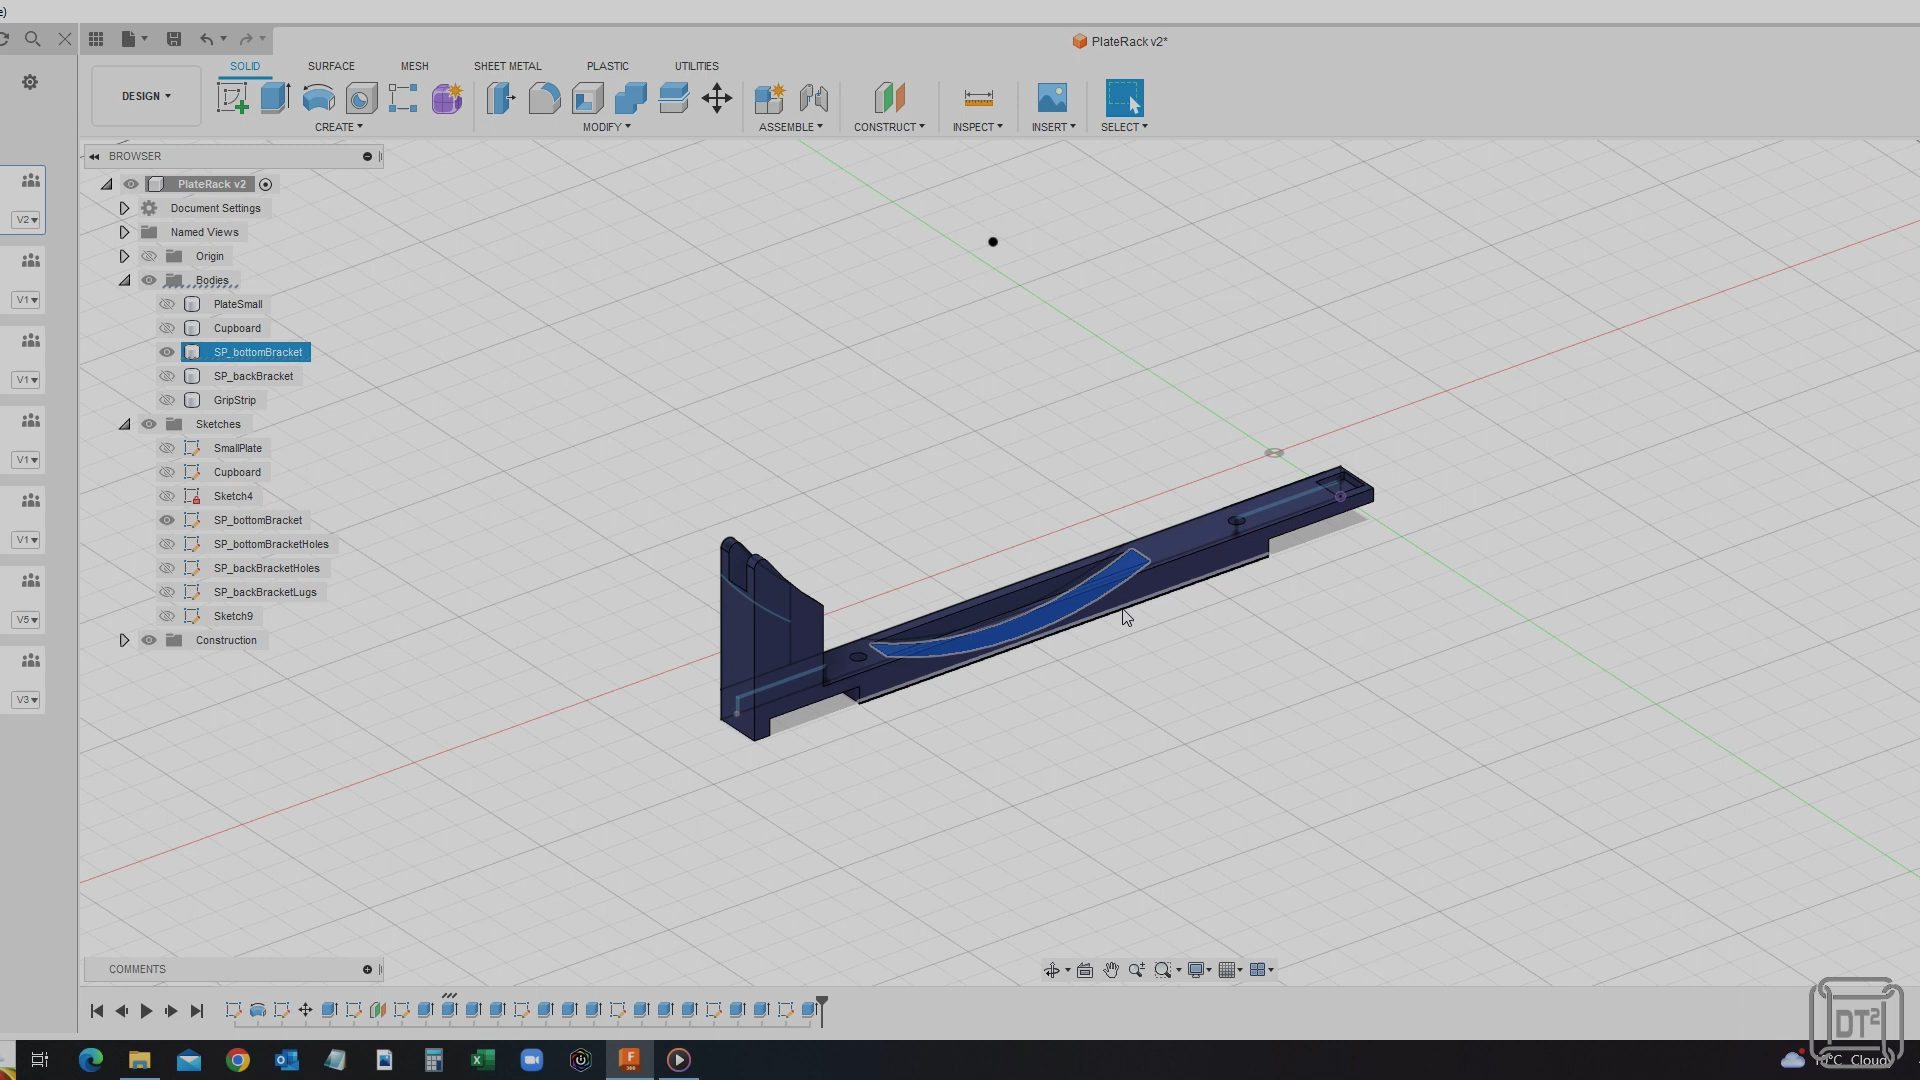 e)
PlateRack v2*
SOLID SURFACE MESH SHEET METAL PLASTIC UTILITIES
DESIGN
CREATE MODIFY ASSEMBLE CONSTRUCT INSPECT INSERT SELECT
BROWSER
PlateRack v2
Document Settings
V2
Named Views
Origin
Bodies
PlateSmall
V1
Cupboard
SP_bottomBracket
SP_backBracket
V1
GripStrip
Sketches
SmallPlate
V1
Cupboard
Sketch4
SP_bottomBracket
SP_bottomBracketHoles
V1
SP_backBracketHoles
SP_backBracketLugs
Sketch9
V5
Construction
V3
COMMENTS
DT2
°C Cloud